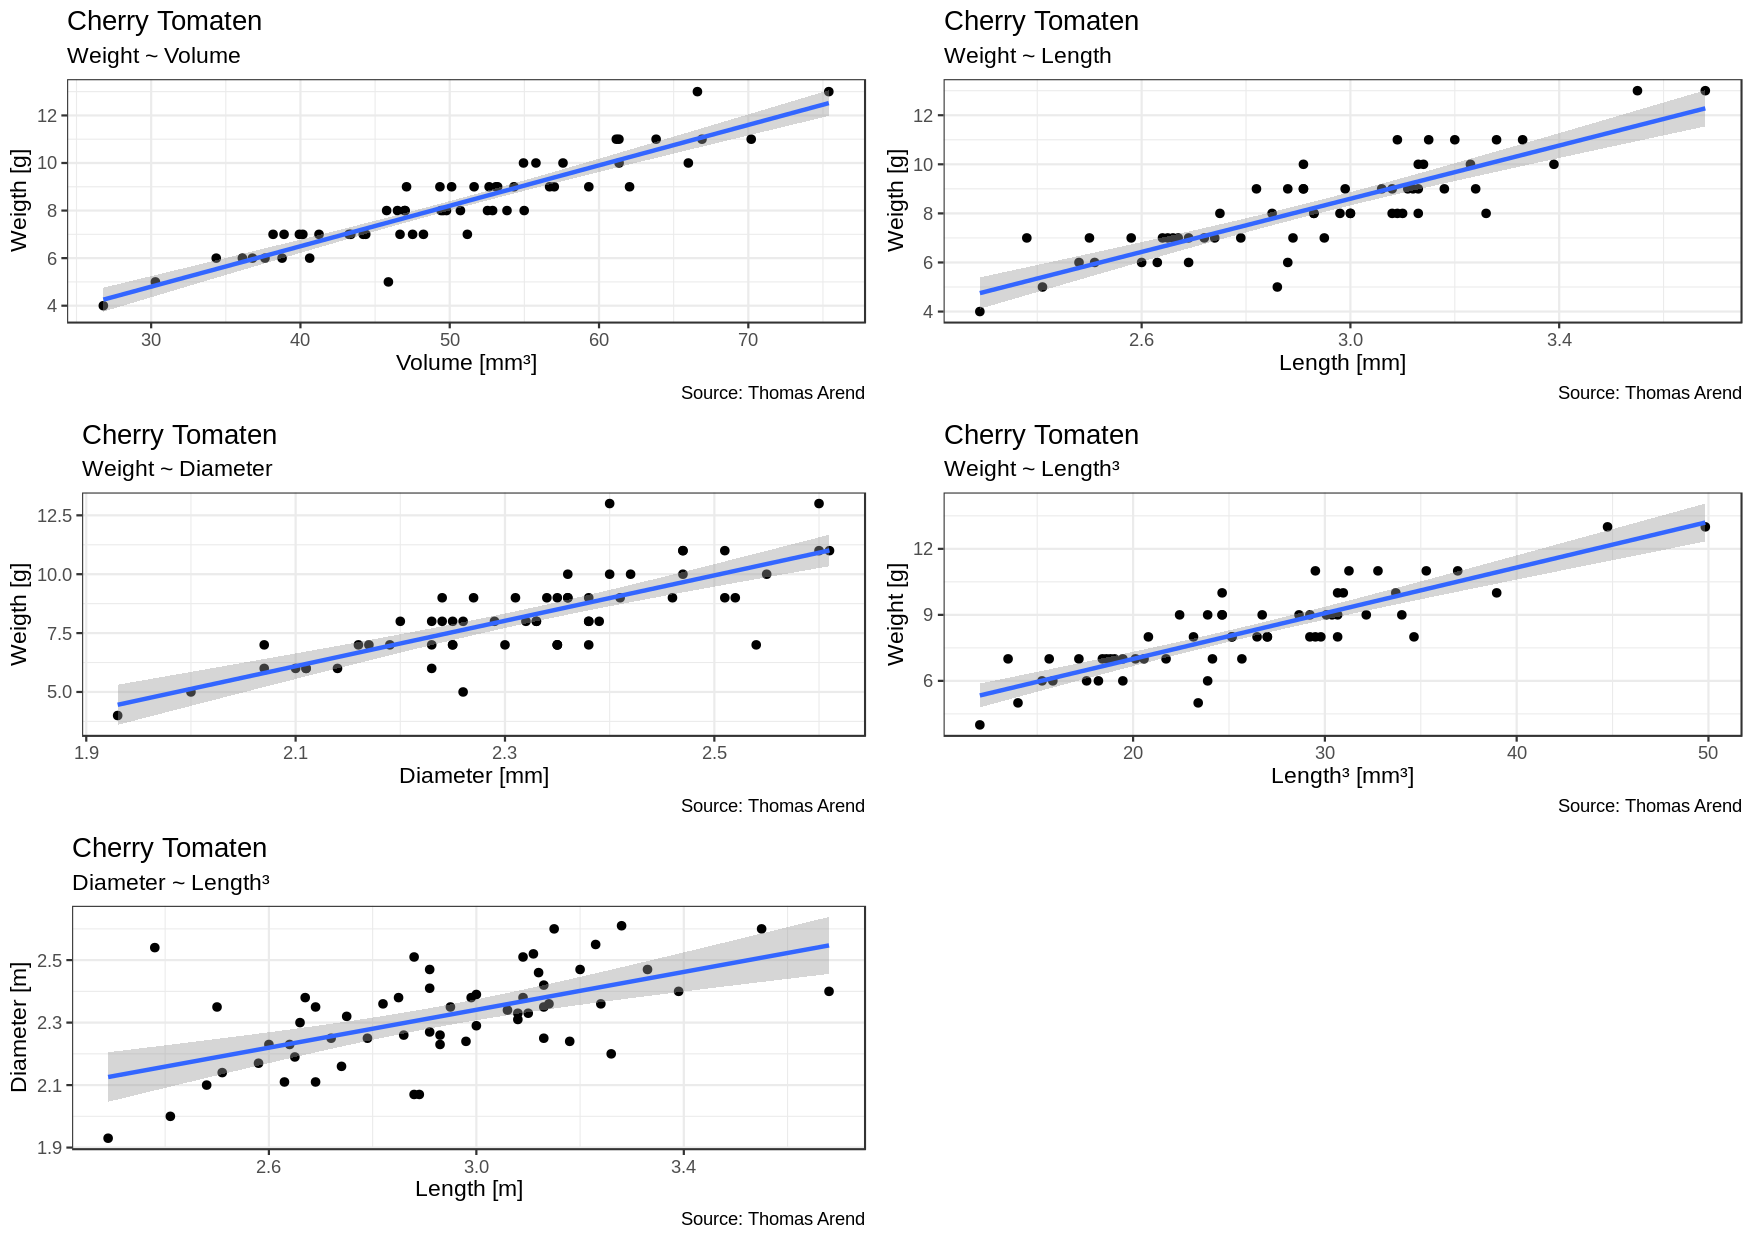 Cherry Tomaten
Weight ~ Volume
Weigth [g]
12
10
8
6
4
30 40 50 60 70
Volume [mm³]
Source: Thomas Arend
Cherry Tomaten
Weight ~ Length
Weigth [g]
12
10
8
6
4
2.6 3.0 3.4
Length [mm]
Source: Thomas Arend
Cherry Tomaten
Weight ~ Diameter
Weigth [g]
12.5
10.0
7.5
5.0
1.9 2.1 2.3 2.5
Diameter [mm]
Source: Thomas Arend
Cherry Tomaten
Weight ~ Length³
Weight [g]
12
9
6
20 30 40 50
Length³ [mm³]
Source: Thomas Arend
Cherry Tomaten
Diameter ~ Length³
Diameter [m]
2.5
2.3
2.1
1.9
2.6 3.0 3.4
Length [m]
Source: Thomas Arend